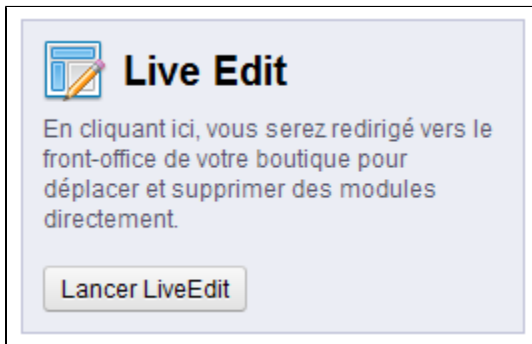 Live Edit
En cliquant ici, vous serez redirigé vers le
front-office de votre boutique pour
déplacer et supprimer des modules
directement.
Lancer LiveEdit